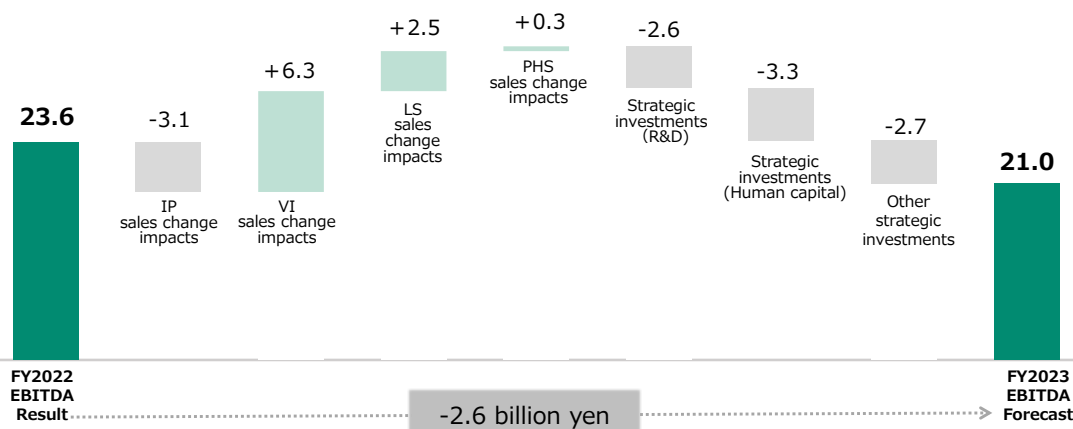 23.6
-3.1
IP
sales change
impacts
+6.3
VI
sales change
impacts
+2.5
LS
sales
change
impacts
+0.3
PHS
sales change
impacts
-2.6
Strategic
investments
(R&D)
-3.3
Strategic
investments
(Human capital)
-2.7
Other
strategic
investments
21.0
FY2022
EBITDA
Result
-2.6 billion yen
FY2023
EBITDA
Forecast